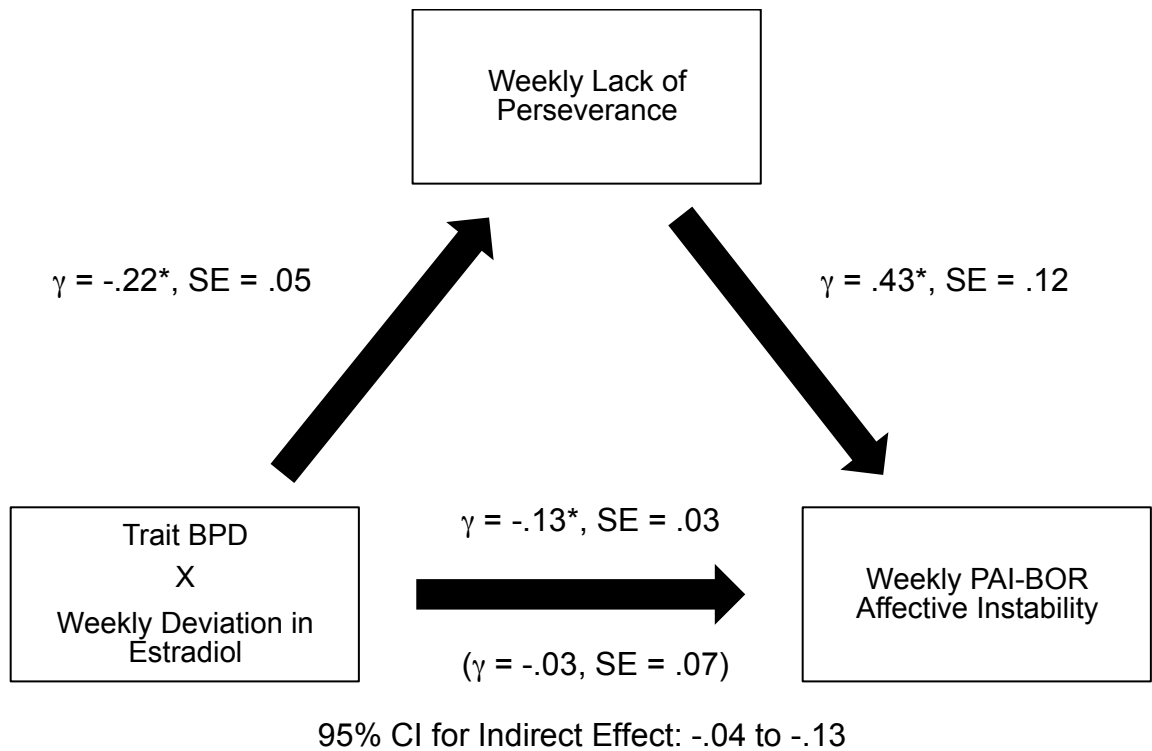 Weekly Lack of
Perseverance
γ = -.22*, SE = .05
γ = .43*, SE = .12
Trait BPD
X
Weekly Deviation in
Estradiol
γ = -.13*, SE = .03
(γ = -.03, SE = .07)
Weekly PAI-BOR
Affective Instability
95% CI for Indirect Effect: -.04 to -.13